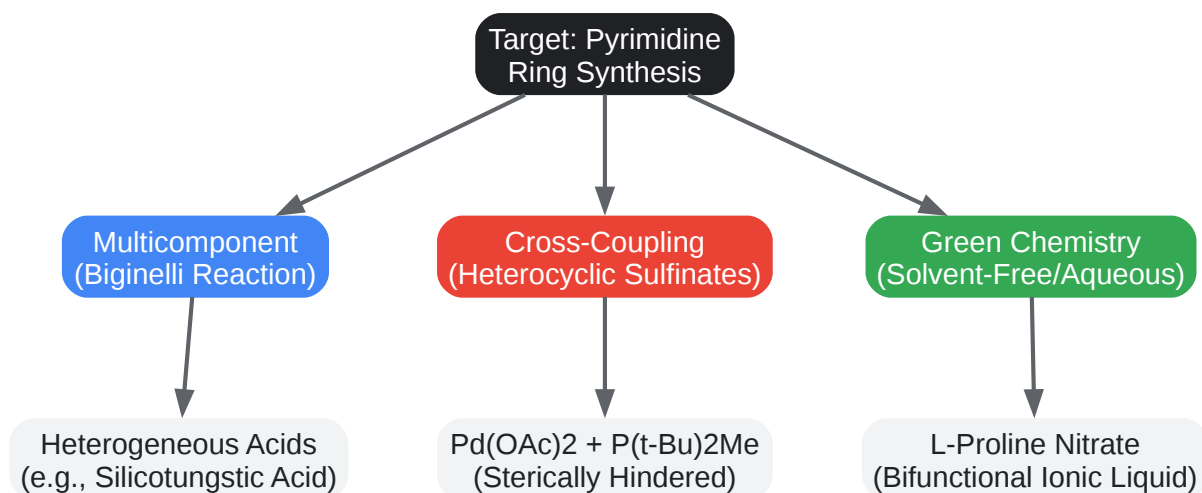 Target: Pyrimidine
Ring Synthesis
Multicomponent
(Biginelli Reaction)
Cross-Coupling
(Heterocyclic Sulfinates)
Green Chemistry
(Solvent-Free/Aqueous)
Heterogeneous Acids
(e.g., Silicotungstic Acid)
Pd(OAc)2 + P(t-Bu)2Me
(Sterically Hindered)
L-Proline Nitrate
(Bifunctional Ionic Liquid)